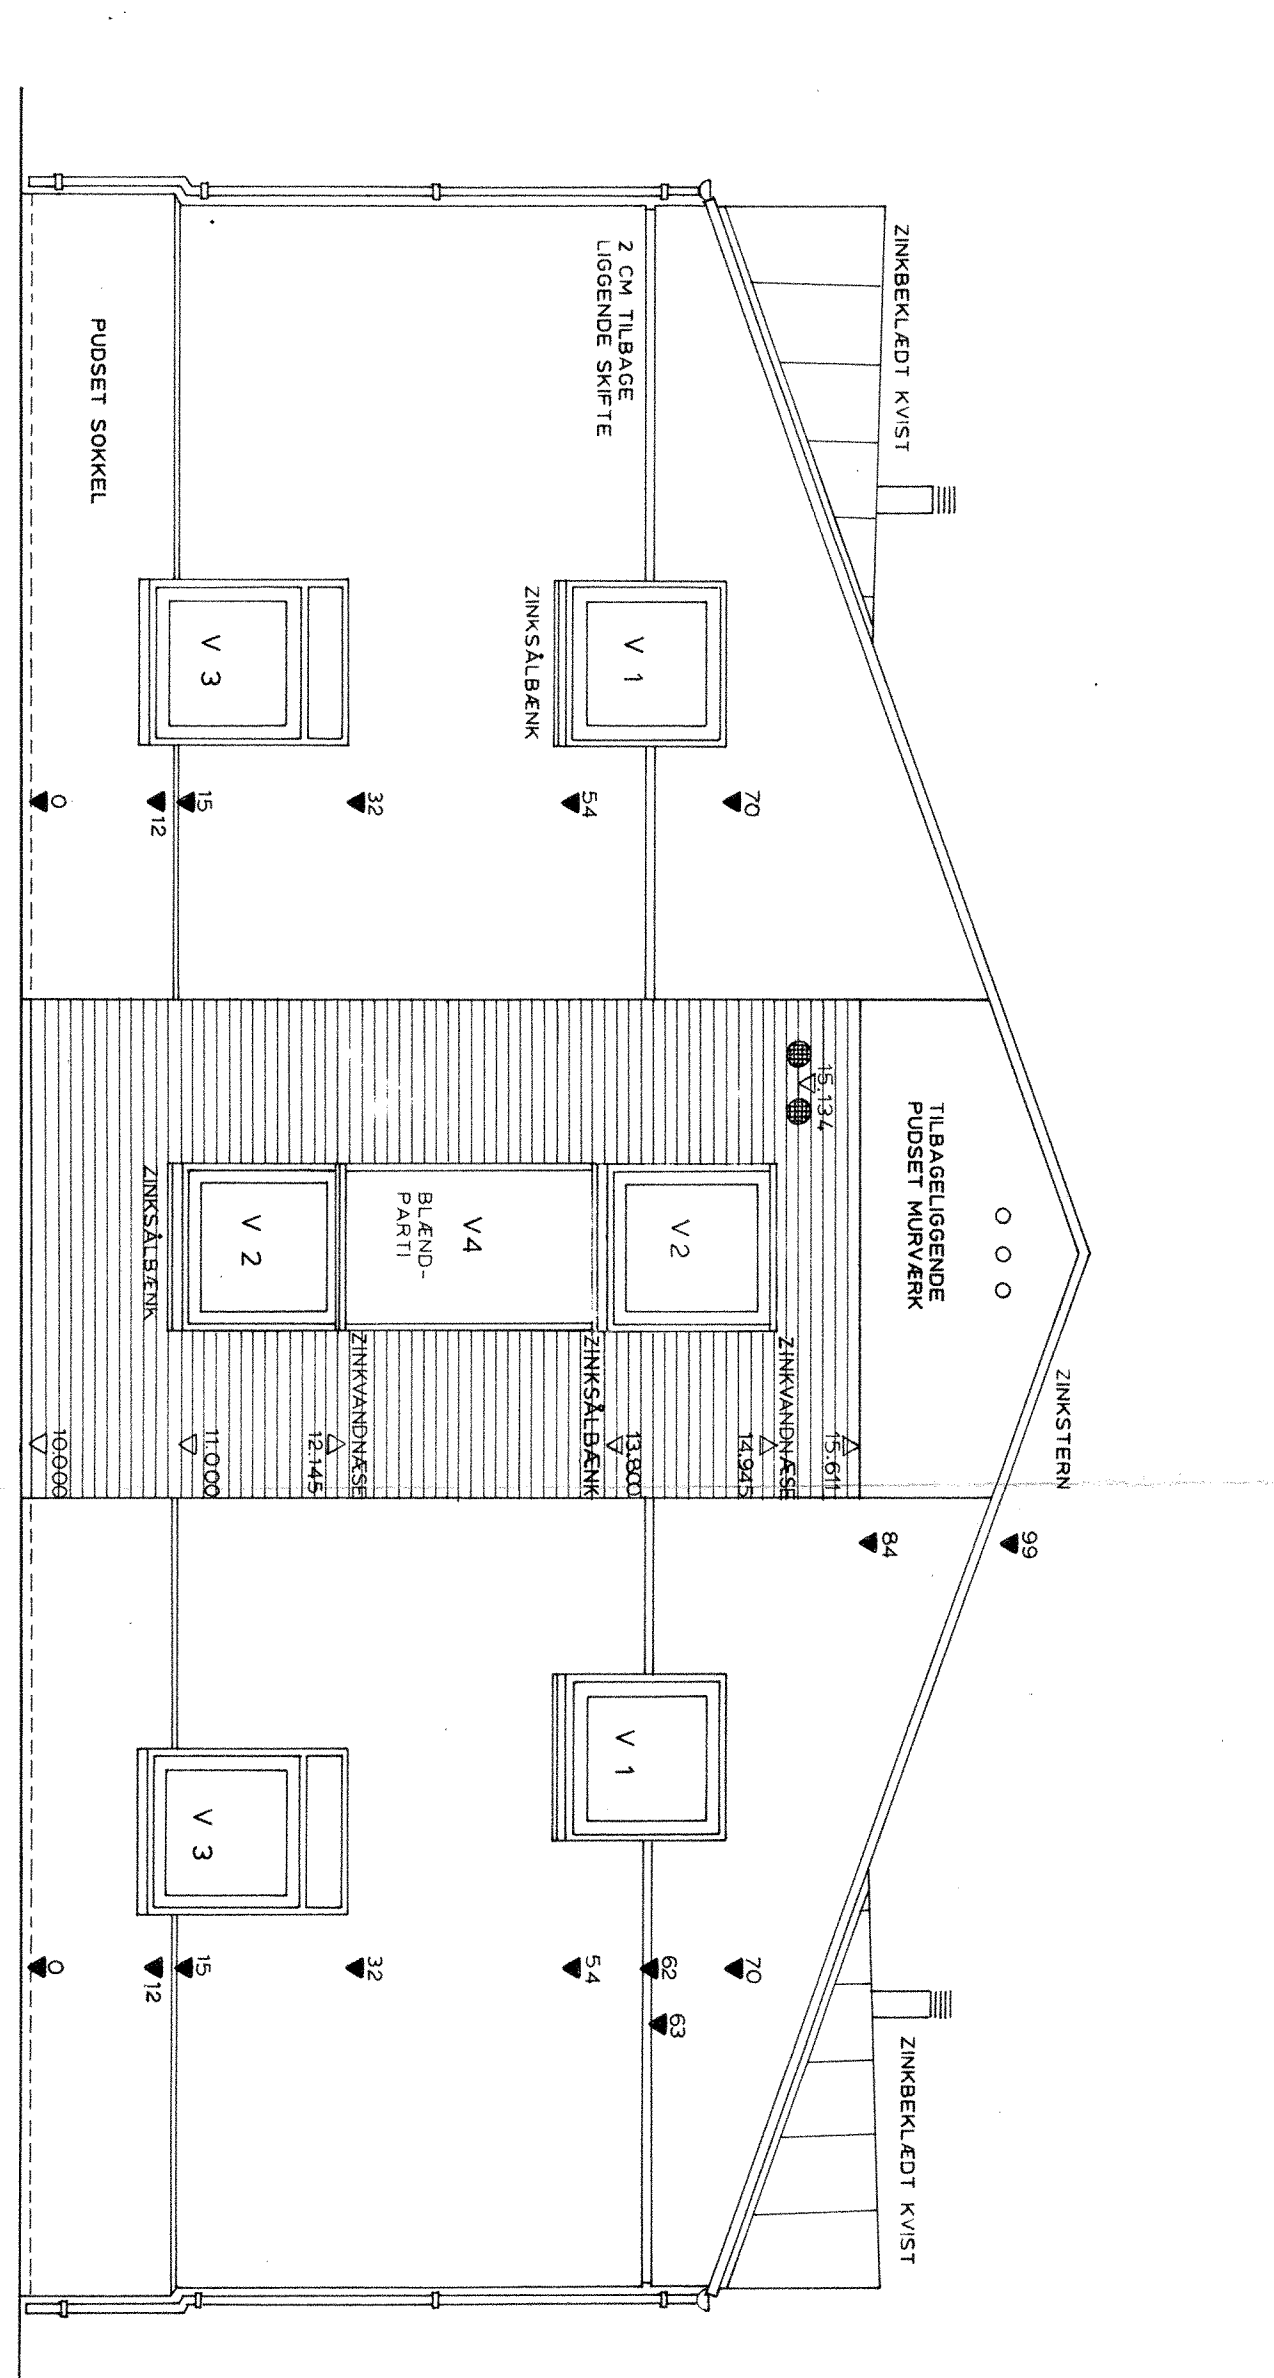 ZINKBEKLÆDT KVIST
ZINKSTERN
ZINKBEKLÆDT KVIST
99
TILBAGELIGGENDE
PUDSET MURVÆRK
84
15.611
15.134
ZINKVANDNÆSE
14.945
70
70
2 CM TILBAGE
LIGGENDE SKIFTE
V 1
V2
V 1
63
62
13.800
54
ZINKSÅLBÆNK
54
ZINKSÅLBÆNK
V4
BLÆND-
PARTI
32
ZINKVANDNÆSE
32
12.145
V 3
V 2
V 3
15
11.000
15
12
ZINKSÅLBÆNK
12
PUDSET SOKKEL
0
10.000
0